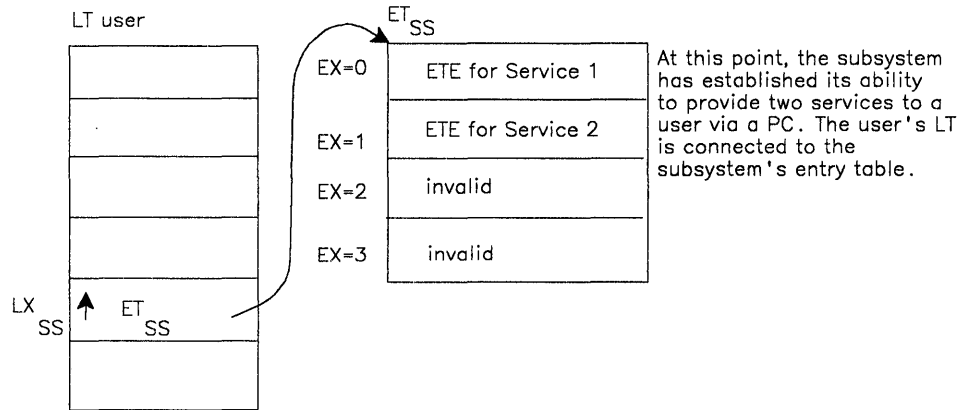 LT user
ET
SS
EX=0
ETE for Service 1
EX=1
ETE for Service 2
EX=2
invalid
EX=3
invalid
LX
SS
ET
SS
At this point, the subsystem
has established its ability
to provide two services to a
user via a PC. The user's LT
is connected to the
subsystem's entry table.